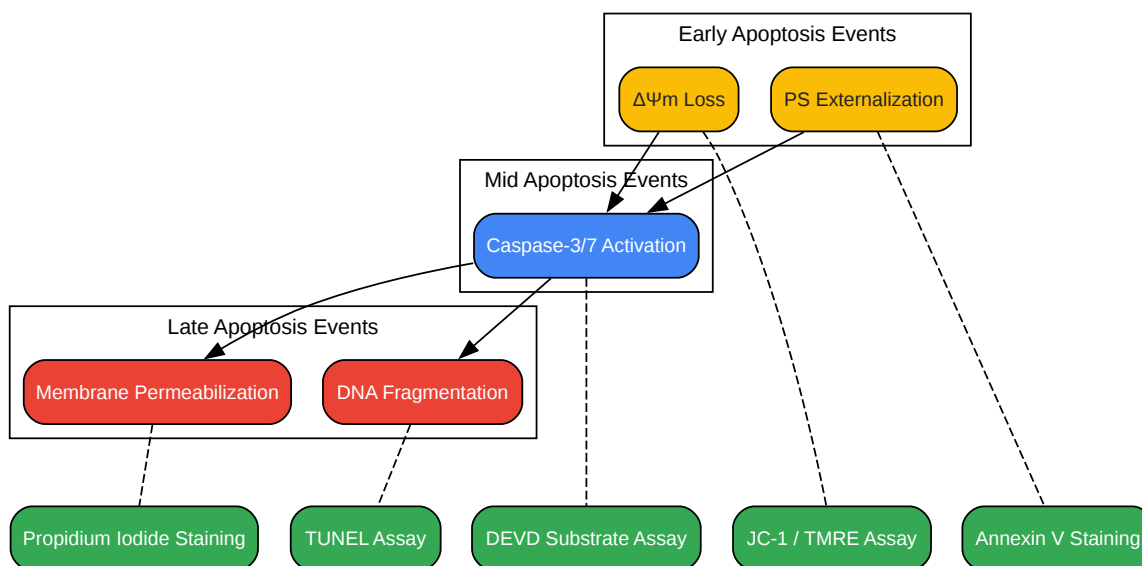 Early Apoptosis Events
ΔΨm Loss
PS Externalization
Mid Apoptosis Events
Caspase-3/7 Activation
Late Apoptosis Events
Membrane Permeabilization
DNA Fragmentation
Propidium Iodide Staining
TUNEL Assay
DEVD Substrate Assay
JC-1 / TMRE Assay
Annexin V Staining